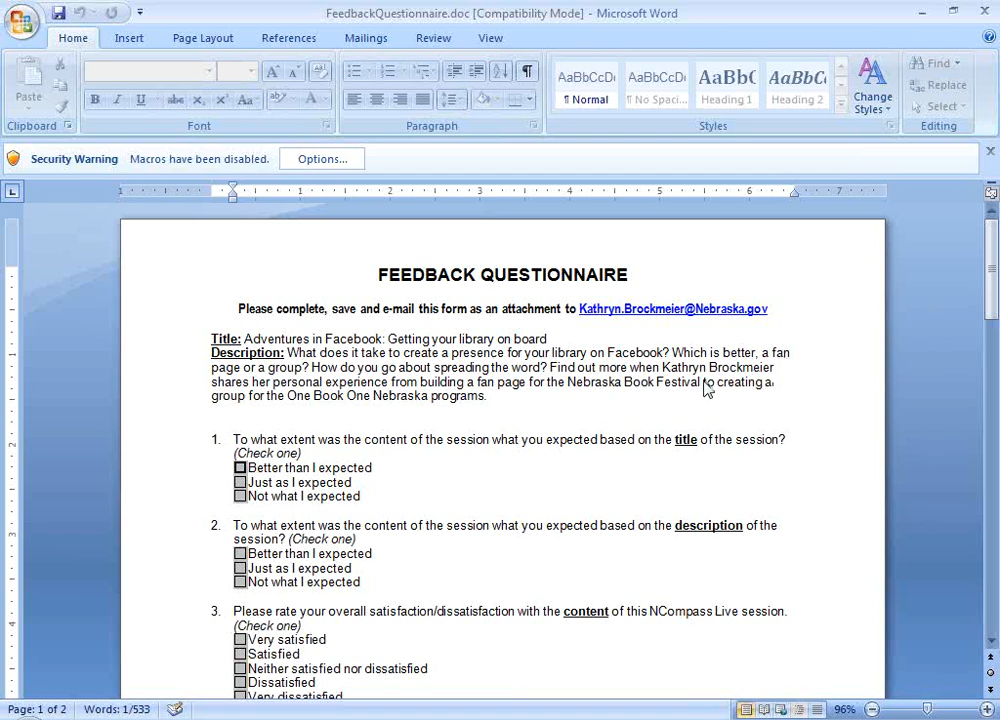 FeedbackQuestionnaire.doc [Compatibility Mode] - Microsoft Word
Home Insert Page Layout References Mailings Review View
Paste
AaBbCcDc AaBbCcDc AaBbC AaBbCc
¶ Normal ¶ No Spaci... Heading 1 Heading 2
Change Styles
Find
Replace
Select
Clipboard Font Paragraph Styles Editing
Security Warning Macros have been disabled. Options...
1 1 2 3 4 5 6 7
FEEDBACK QUESTIONNAIRE
Please complete, save and e-mail this form as an attachment to Kathryn.Brockmeier@Nebraska.gov
Title: Adventures in Facebook: Getting your library on board
Description: What does it take to create a presence for your library on Facebook? Which is better, a fan
page or a group? How do you go about spreading the word? Find out more when Kathryn Brockmeier
shares her personal experience from building a fan page for the Nebraska Book Festival to creating a
group for the One Book One Nebraska programs.
1. To what extent was the content of the session what you expected based on the title of the session?
(Check one)
Better than I expected
Just as I expected
Not what I expected
2. To what extent was the content of the session what you expected based on the description of the
session? (Check one)
Better than I expected
Just as I expected
Not what I expected
3. Please rate your overall satisfaction/dissatisfaction with the content of this NCompass Live session.
(Check one)
Very satisfied
Satisfied
Neither satisfied nor dissatisfied
Dissatisfied
Very dissatisfied
Page: 1 of 2 Words: 1/533 96%